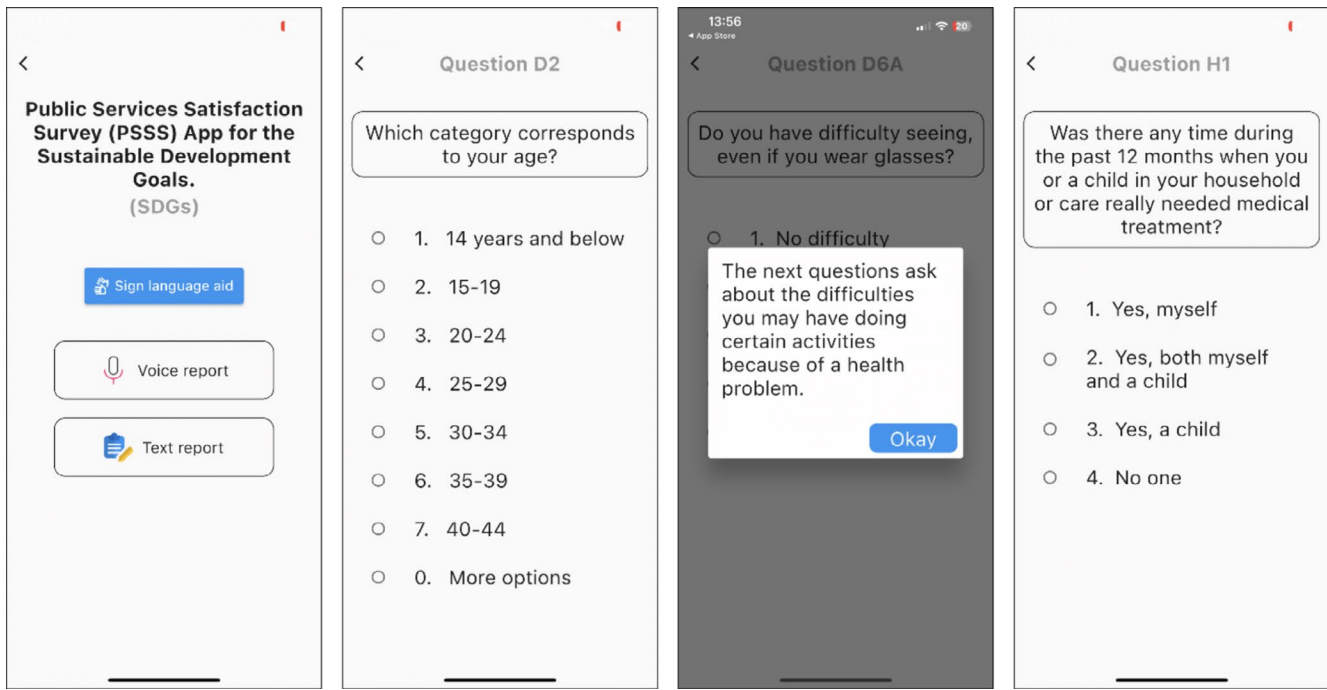 Public Services Satisfaction
Survey (PSSS) App for the
Sustainable Development
Goals.
(SDGs)
Sign language aid
Voice report
Text report
Question D2
Which category corresponds
to your age?
1. 14 years and below
2. 15-19
3. 20-24
4. 25-29
5. 30-34
6. 35-39
7. 40-44
0. More options
13:56
20
◀ App Store
Question D6A
Do you have difficulty seeing,
even if you wear glasses?
1. No difficulty
The next questions ask
about the difficulties
you may have doing
certain activities
because of a health
problem.
Okay
Question H1
Was there any time during
the past 12 months when you
or a child in your household
or care really needed medical
treatment?
1. Yes, myself
2. Yes, both myself
and a child
3. Yes, a child
4. No one